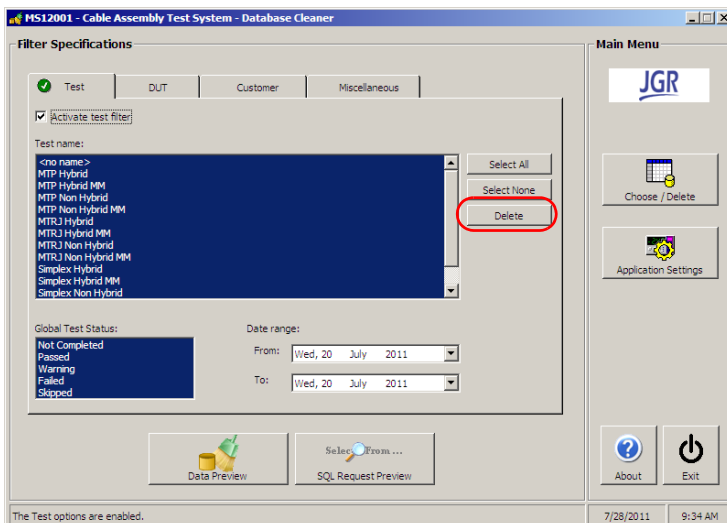 MS12001 - Cable Assembly Test System - Database Cleaner
Filter Specifications
Main Menu
Test
DUT
Customer
Miscellaneous
JGR
Activate test filter
Test name:
<no name>
MTP Hybrid
MTP Hybrid MM
MTP Non Hybrid
MTP Non Hybrid MM
MTRJ Hybrid
MTRJ Hybrid MM
MTRJ Non Hybrid
MTRJ Non Hybrid MM
Simplex Hybrid
Simplex Hybrid MM
Simplex Non Hybrid
Select All
Select None
Delete
Choose / Delete
Application Settings
Global Test Status:
Not Completed
Passed
Warning
Failed
Skipped
Date range:
From: Wed, 20 July 2011
To: Wed, 20 July 2011
Data Preview
Selec From ...
SQL Request Preview
About
Exit
The Test options are enabled.
7/28/2011
9:34 AM